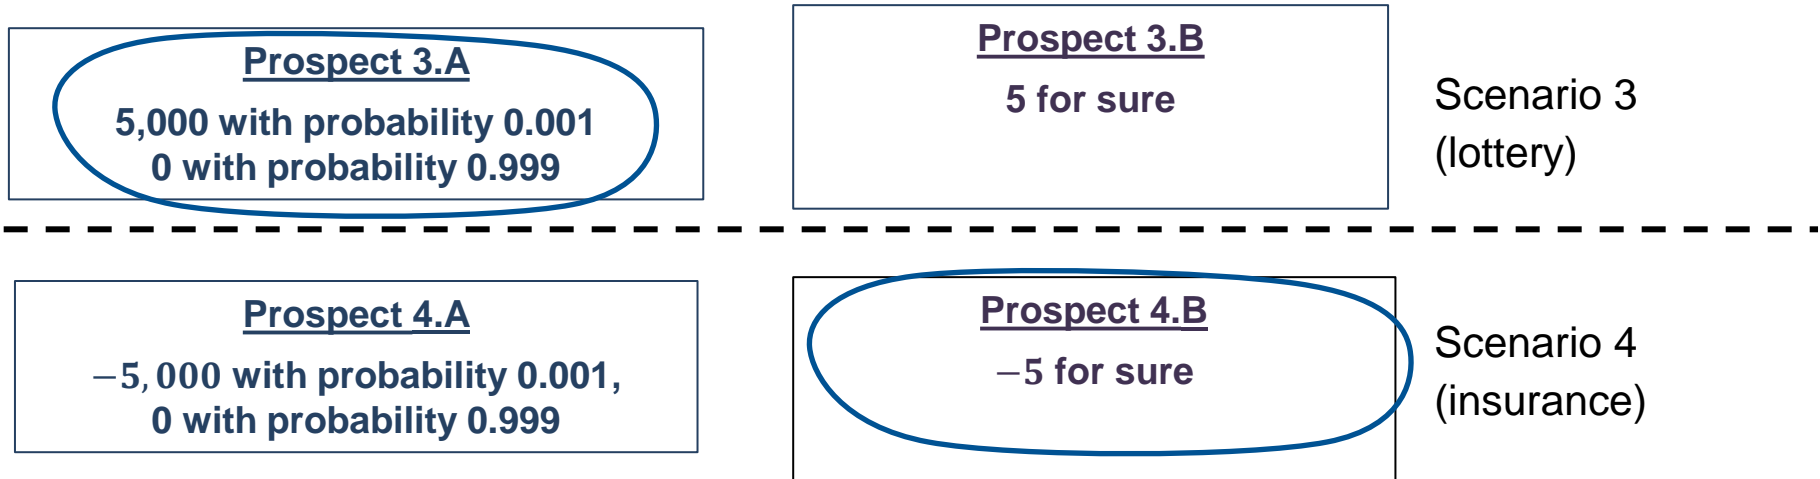 Prospect 3.A
5,000 with probability 0.001
0 with probability 0.999
Prospect 3.B
5 for sure
Scenario 3
(lottery)
Prospect 4.A
−5,000 with probability 0.001,
0 with probability 0.999
Prospect 4.B
−5 for sure
Scenario 4
(insurance)